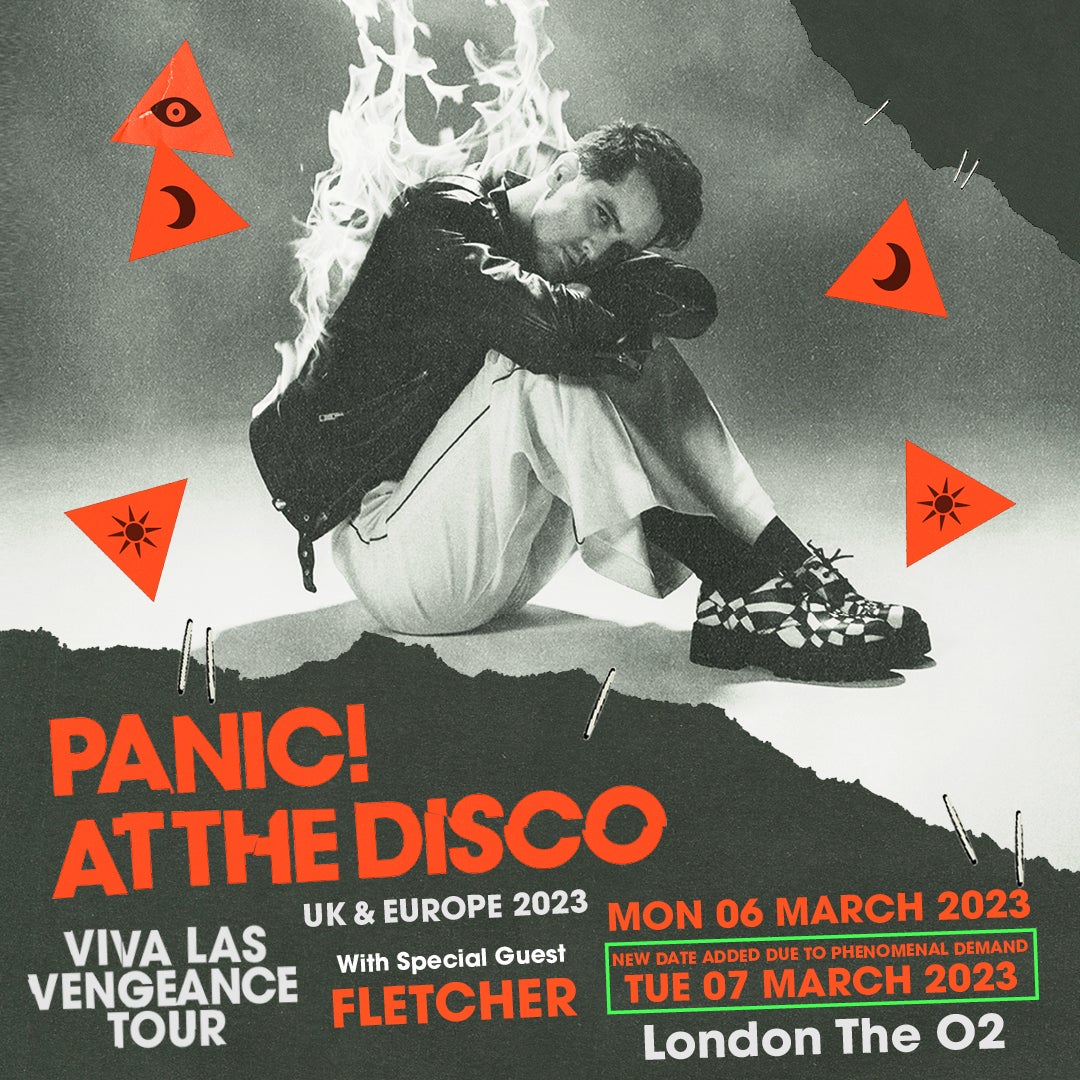 PANIC!
AT THE DISCO
UK & EUROPE 2023
VIVA LAS
VENGEANCE
TOUR
With Special Guest
FLETCHER
MON 06 MARCH 2023
NEW DATE ADDED DUE TO PHENOMENAL DEMAND
TUE 07 MARCH 2023
London The O2